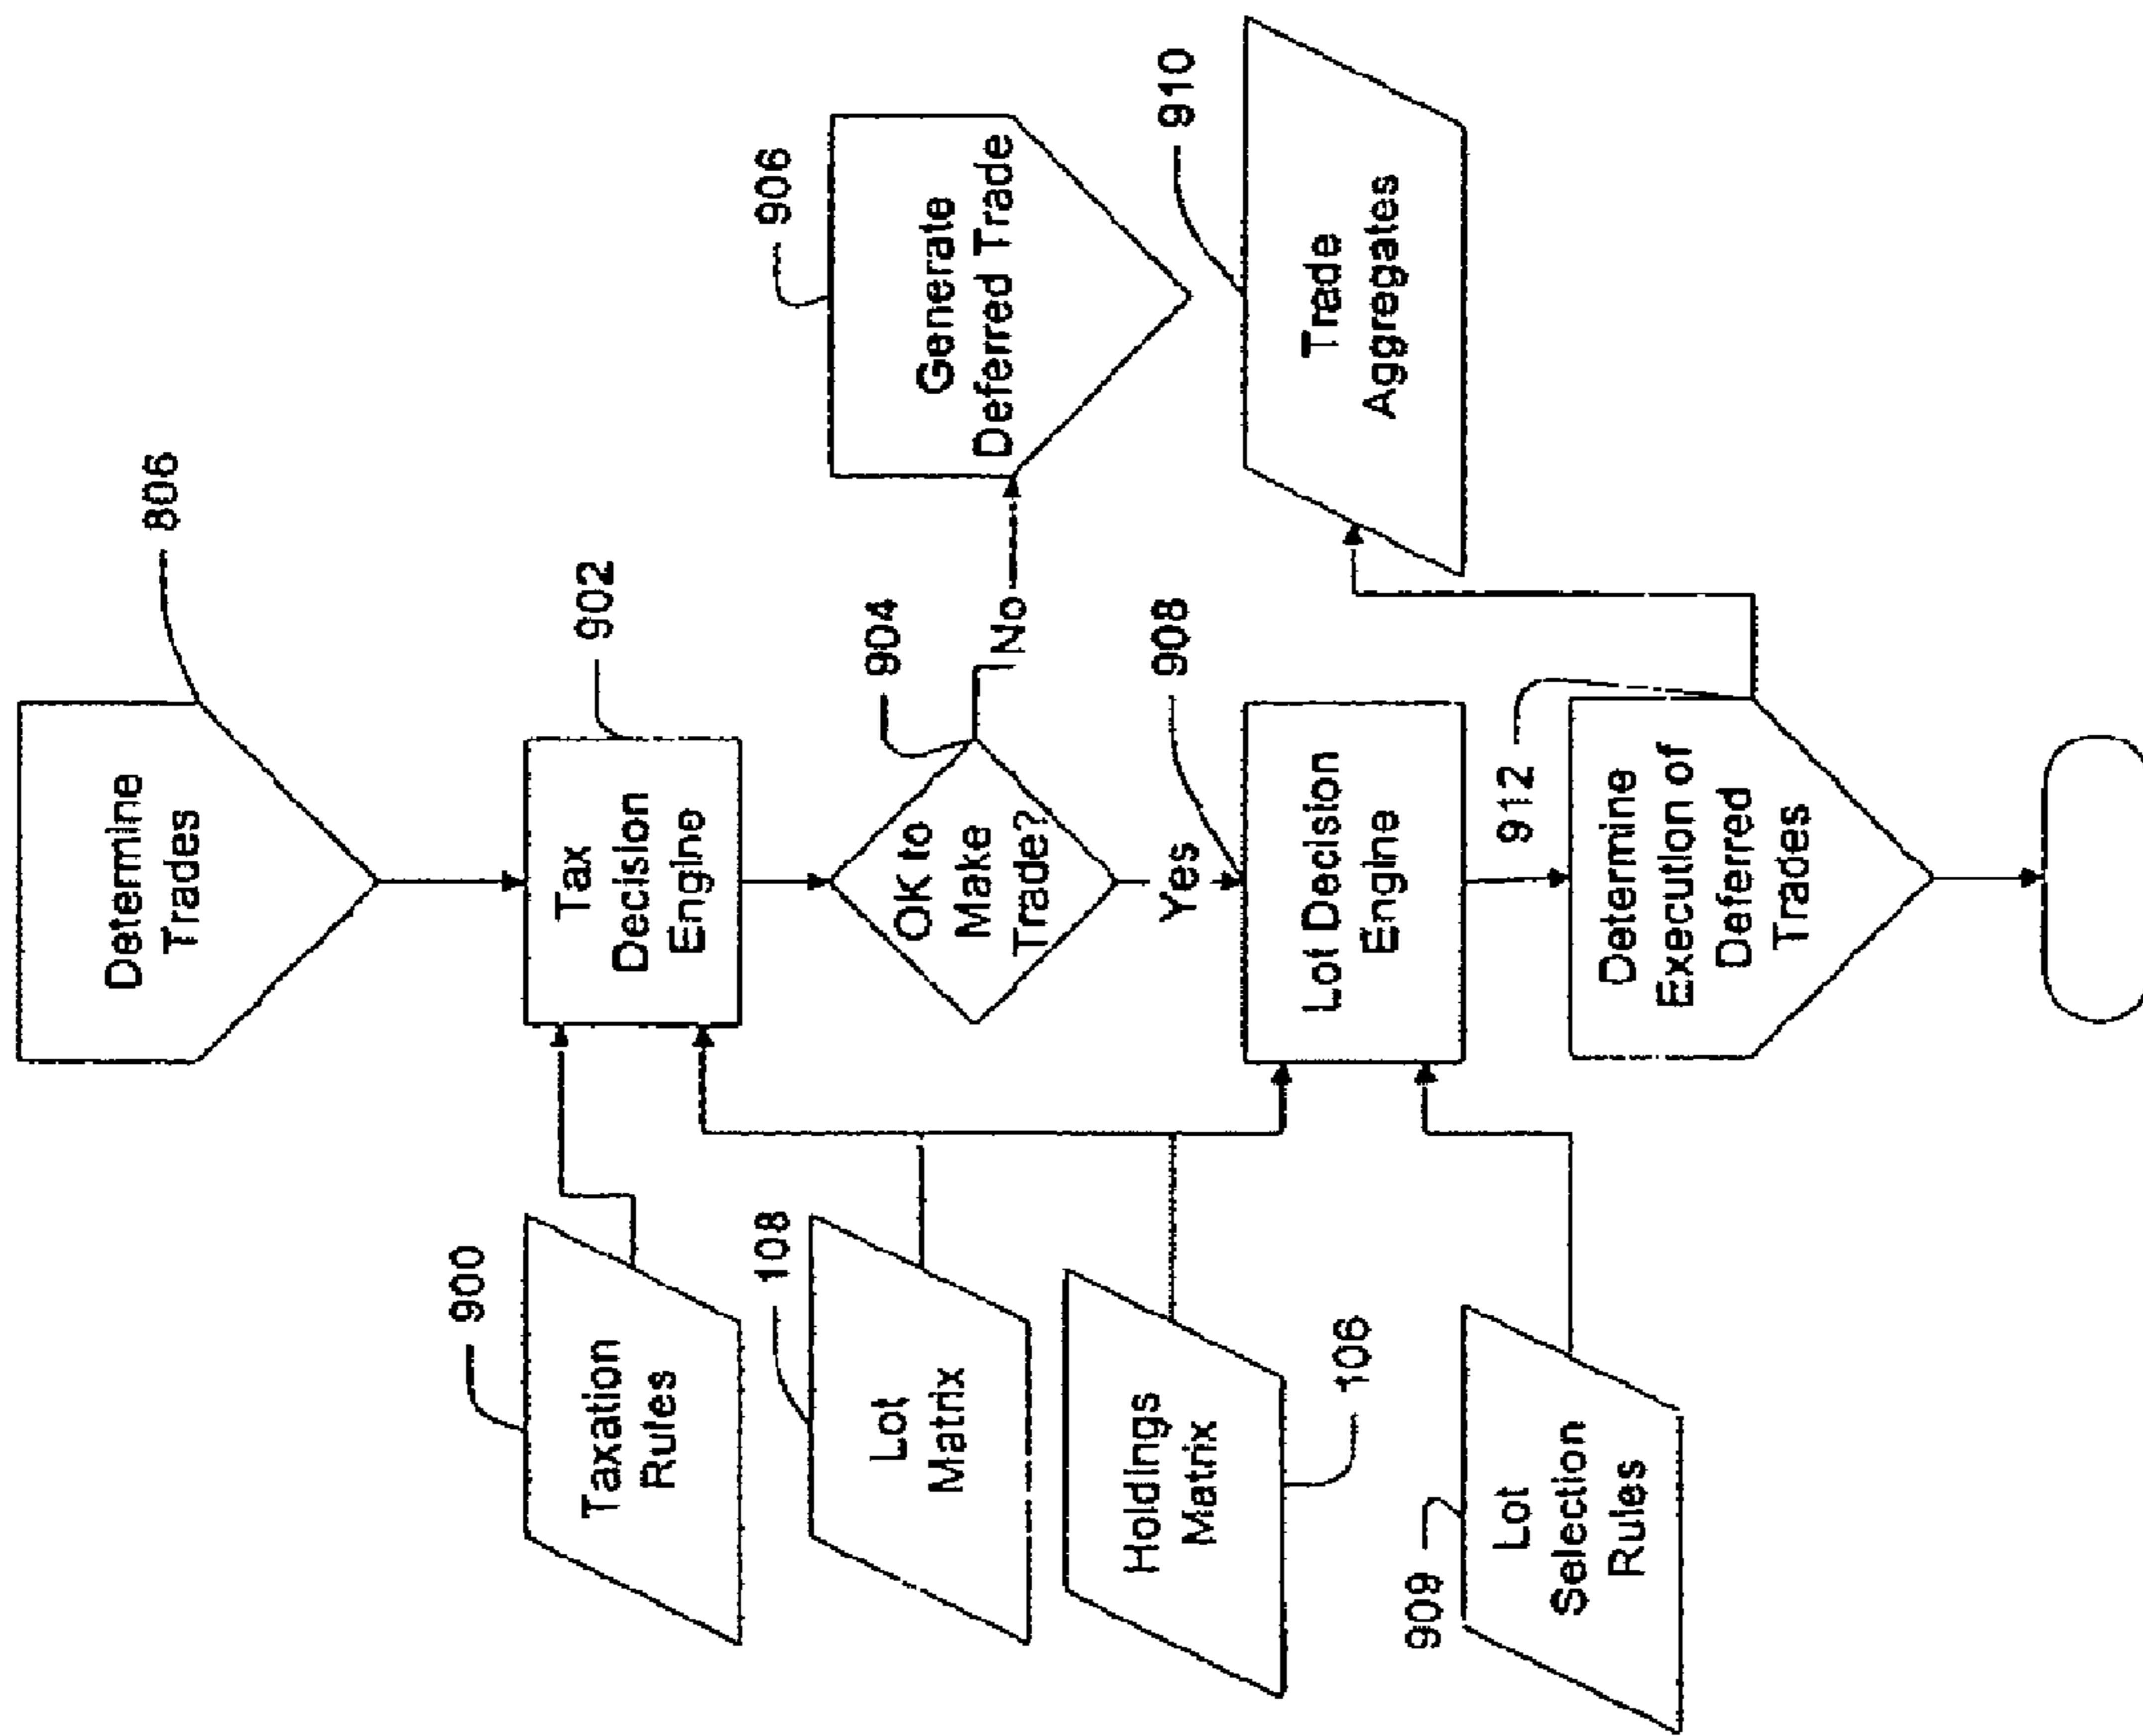 Determine
Trades
806
900
Taxation
Rules
Tax
Decision
Engine
902
108
Lot
Matrix
OK to
Make
Trade?
904
No
906
Generate
Deferred Trade
Holdings
Matrix
106
Yes
908
Lot Decision
Engine
910
Trade
Aggregates
909
Lot
Selection
Rules
912
Determine
Execution of
Deferred
Trades